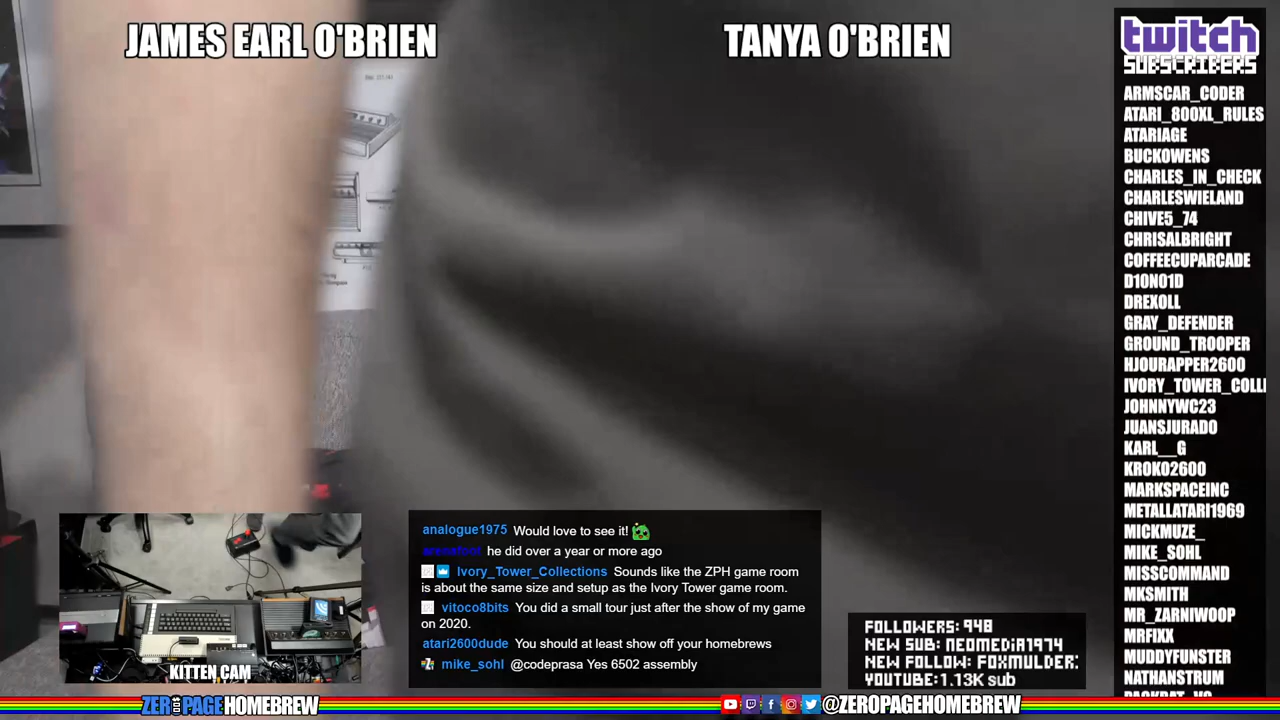 JAMES EARL O'BRIEN
TANYA O'BRIEN
twitch
SUBSCRIBERS
ARMSCAR_CODER
ATARI_800XL_RULES
ATARIAGE
BUCKOWENS
CHARLES_IN_CHECK
CHARLESWIELAND
CHIVE5_74
CHRISALBRIGHT
COFFEECUPARCADE
D10N01D
DREXOLL
GRAY_DEFENDER
GROUND_TROOPER
HJOURAPPER2600
IVORY_TOWER_COLL
JOHNNYWC23
JUANSJURADO
KARL__G
KROKO2600
MARKSPACEINC
METALLATARI1969
MICKMUZE_
MIKE_SOHL
MISSCOMMAND
MKSMITH
MR_ZARNIWOOP
MRFIXX
MUDDYFUNSTER
NATHANSTRUM
analogue1975 Would love to see it!
arenafoot he did over a year or more ago
Ivory_Tower_Collections Sounds like the ZPH game room
is about the same size and setup as the Ivory Tower game room.
vitoco8bits You did a small tour just after the show of my game
on 2020.
atari2600dude You should at least show off your homebrews
mike_sohl @codeprasa Yes 6502 assembly
KITTEN CAM
FOLLOWERS: 948
NEW SUB: NEOMEDIA1974
NEW FOLLOW: FOXMULDER:
YOUTUBE:1.13K sub
ZEROPAGEHOMEBREW
@ZEROPAGEHOMEBREW